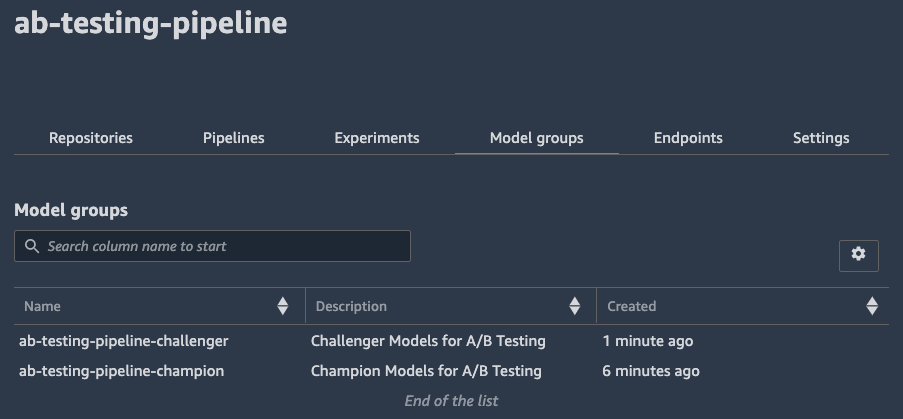 ab-testing-pipeline
Repositories Pipelines Experiments Model groups Endpoints Settings
Model groups
Search column name to start
Name Description Created
ab-testing-pipeline-challenger Challenger Models for A/B Testing 1 minute ago
ab-testing-pipeline-champion Champion Models for A/B Testing 6 minutes ago
End of the list